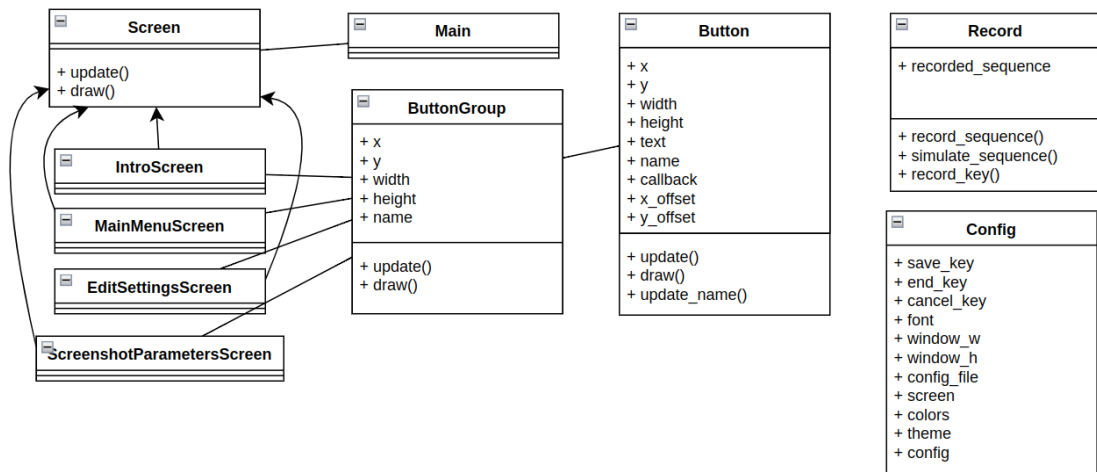 Screen
+ update()
+ draw()
Main
IntroScreen
MainMenuScreen
EditSettingsScreen
ScreenshotParametersScreen
ButtonGroup
+ x
+ y
+ width
+ height
+ name
+ update()
+ draw()
Button
+ x
+ y
+ width
+ height
+ text
+ name
+ callback
+ x_offset
+ y_offset
+ update()
+ draw()
+ update_name()
Record
+ recorded_sequence
+ record_sequence()
+ simulate_sequence()
+ record_key()
Config
+ save_key
+ end_key
+ cancel_key
+ font
+ window_w
+ window_h
+ config_file
+ screen
+ colors
+ theme
+ config